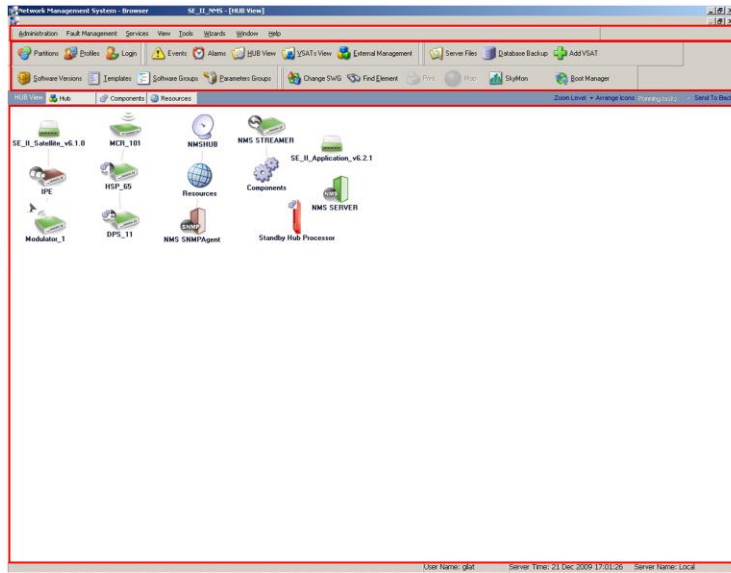 Network Management System - Browser SE_II_NMS - [HUB View]
Administration Fault Management Services View Tools Wizards Window Help
Partitions Profiles Login Events Alarms HUB View VSATs View External Management Server Files Database Backup Add VSAT
Software Versions Templates Software Groups Parameters Groups Change SWG Find Element Print Map SkyMon Boot Manager
HUB View Hub Components Resources Zoom Level Arrange Icons Running tasks Send To Back
SE_II_Satellite_v6.1.0 MCR_101 NMSHUB NMS STREAMER
SE_II_Application_v6.2.1
IPE HSP_65 Resources Components
NMS SERVER
Modulator_1 DPS_11 NMS SNMPAgent Standby Hub Processor
User Name: gilat Server Time: 21 Dec 2009 17:01:26 Server Name: Local